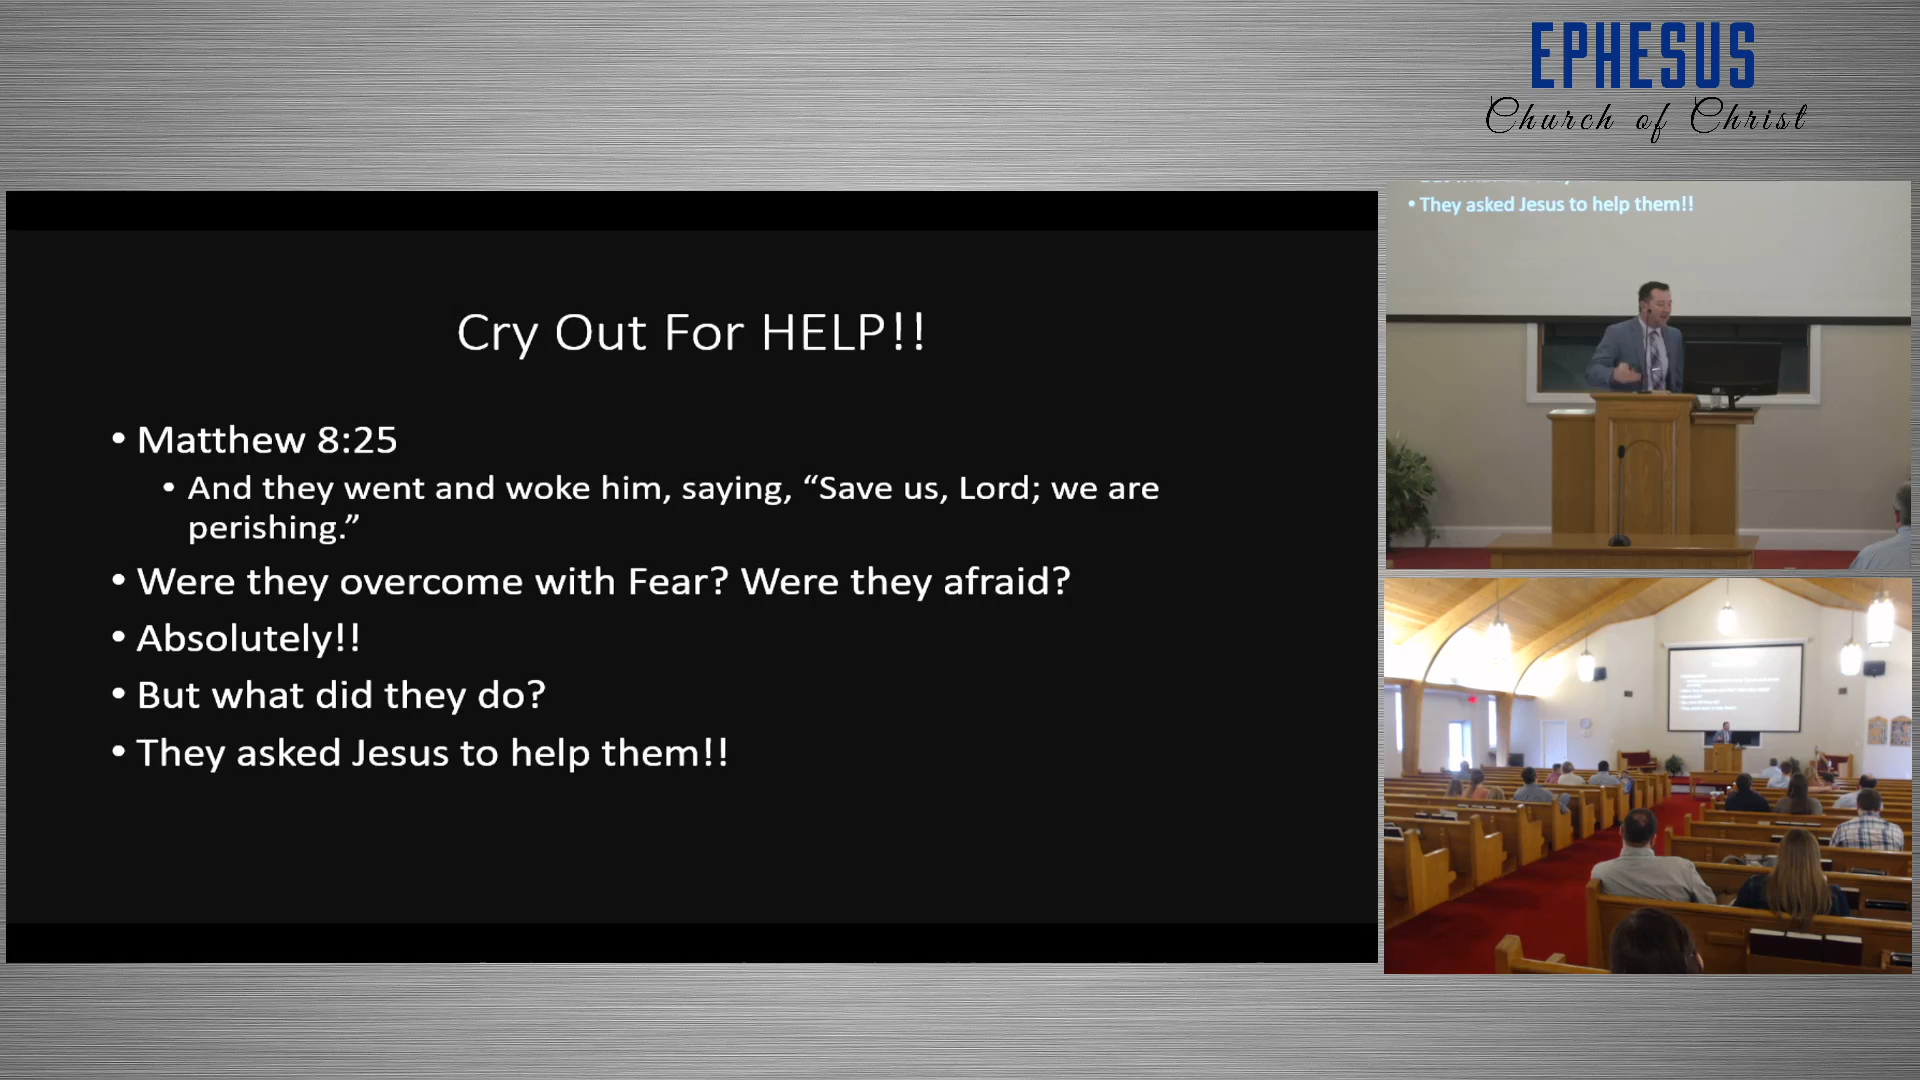 EPHESUS
Church of Christ
Cry Out For HELP!!
• Matthew 8:25
• And they went and woke him, saying, “Save us, Lord; we are
perishing.”
• Were they overcome with Fear? Were they afraid?
• Absolutely!!
• But what did they do?
• They asked Jesus to help them!!
• They asked Jesus to help them!!